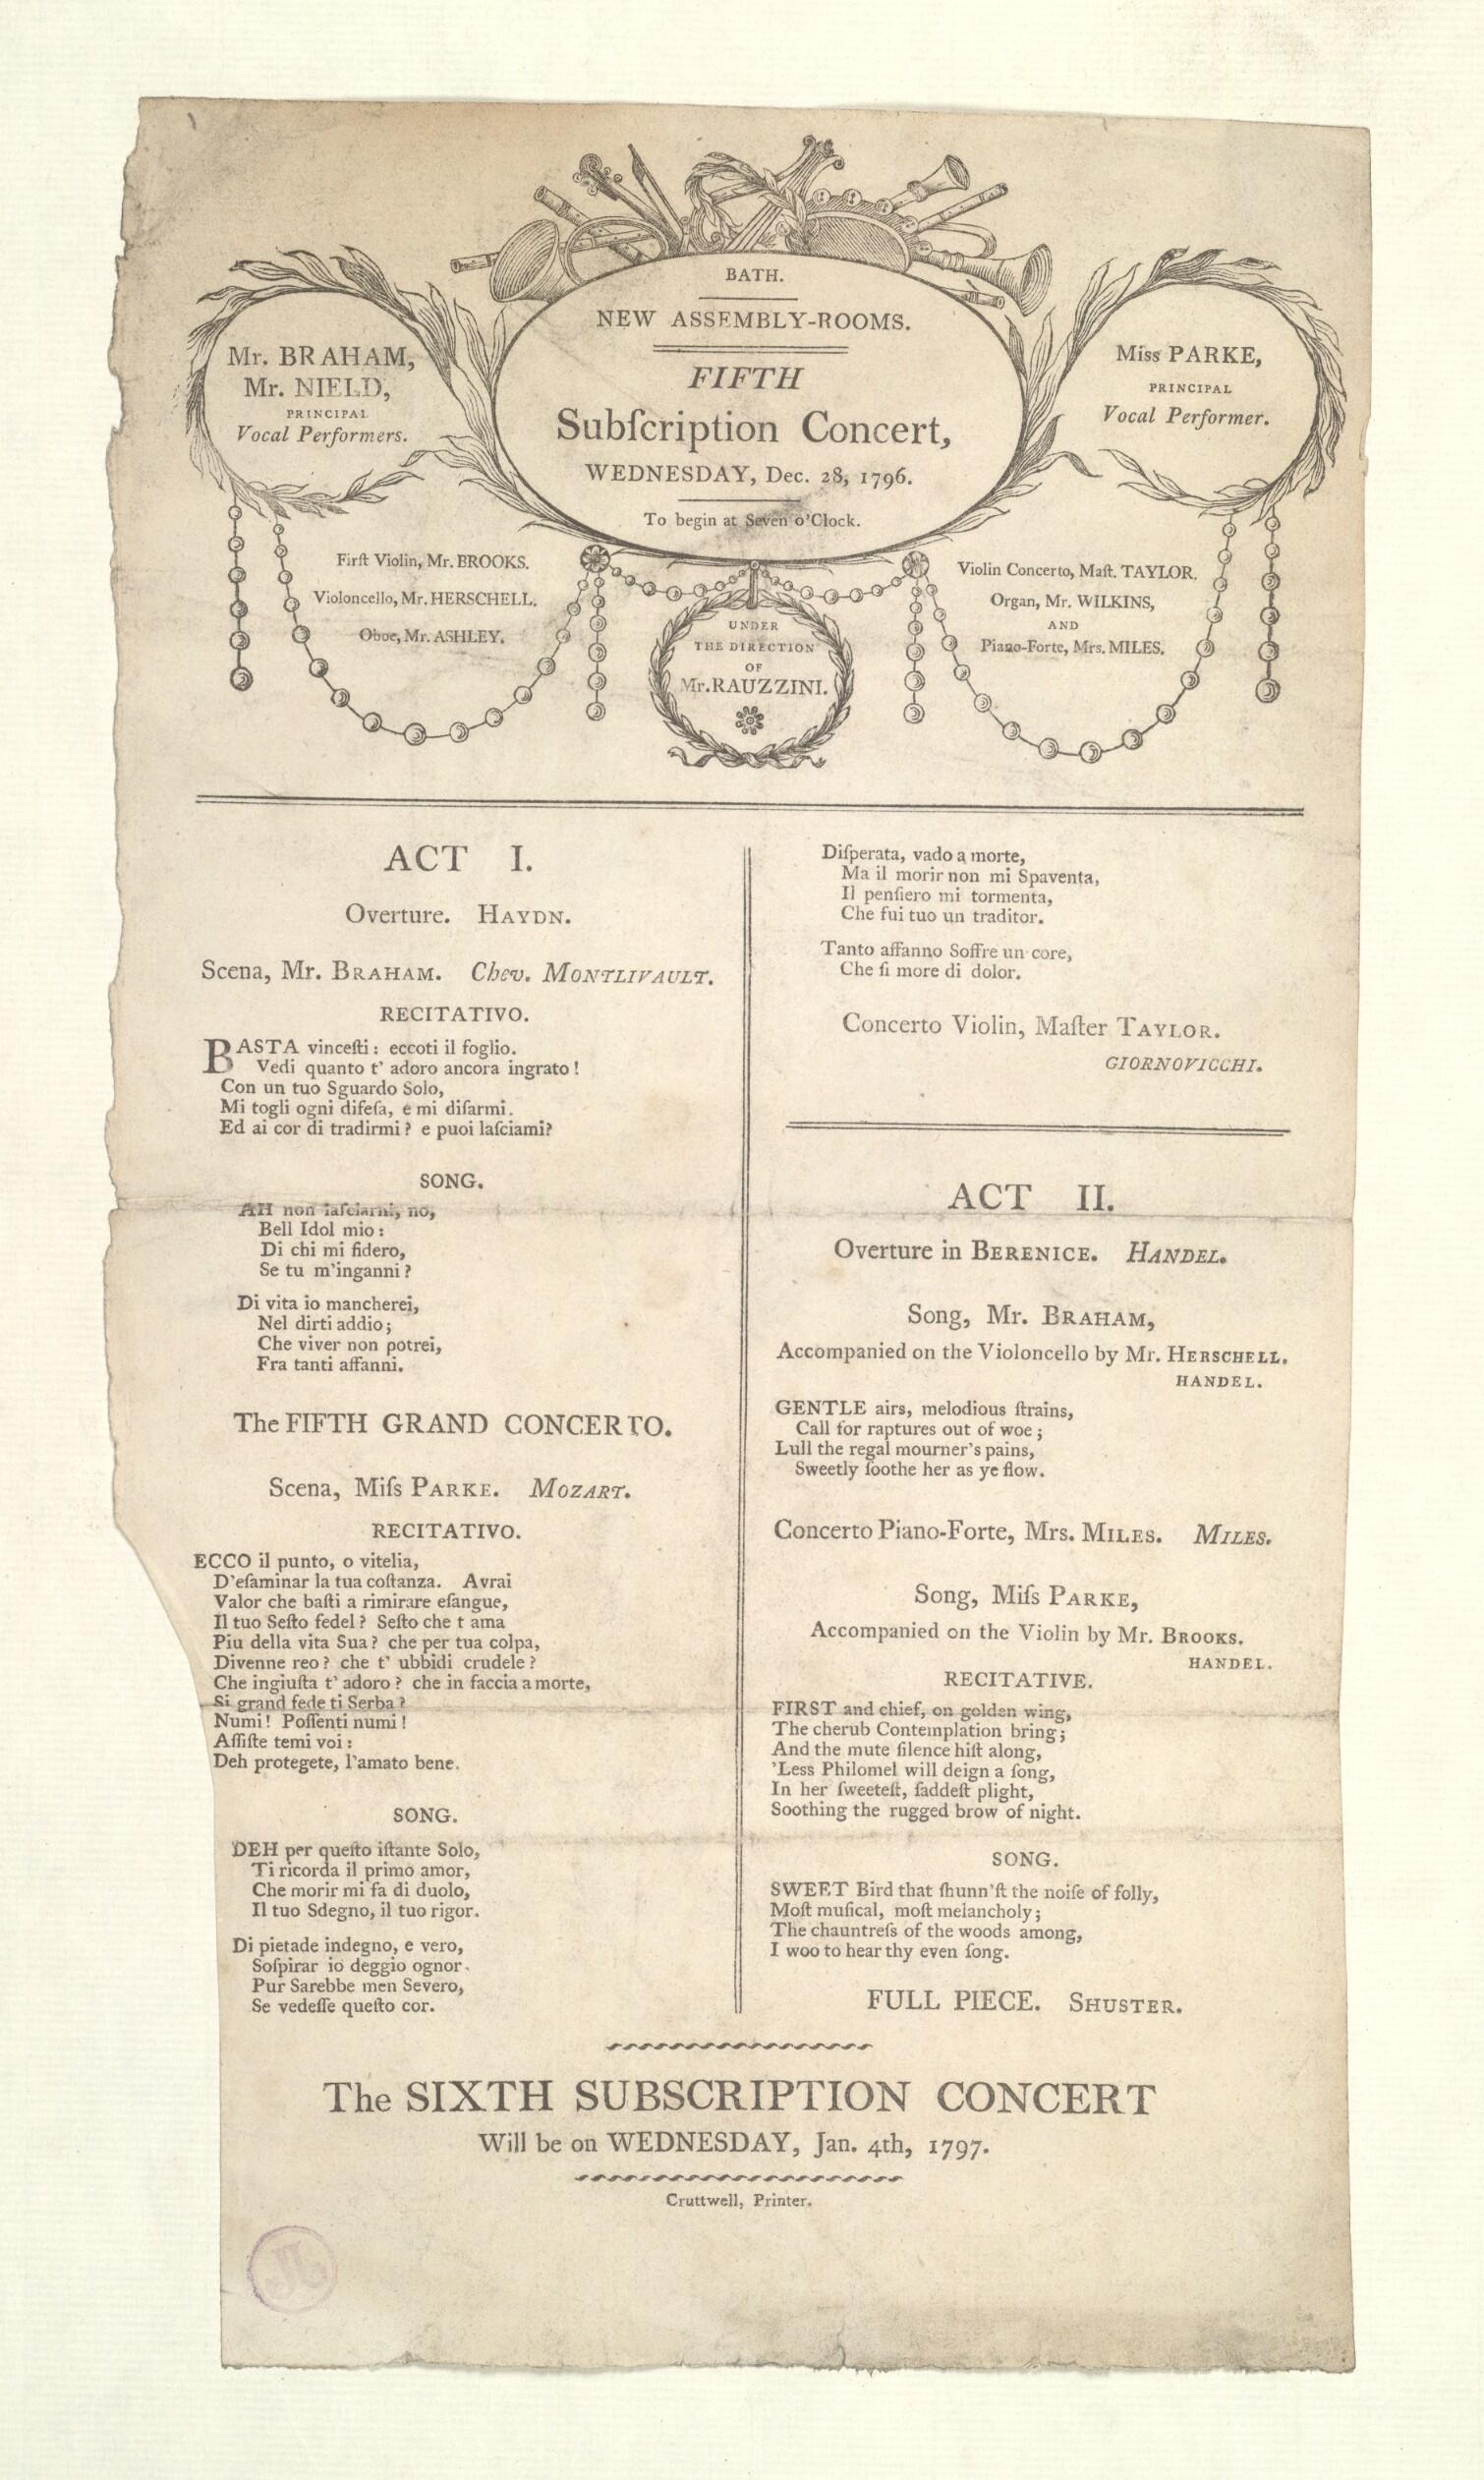 BATH.
NEW ASSEMBLY-ROOMS.
FIFTH
Subſcription Concert,
WEDNESDAY, Dec. 28, 1796.
To begin at Seven o'Clock.
Mr. BRAHAM,
Mr. NIELD,
PRINCIPAL
Vocal Performers.
Miss PARKE,
PRINCIPAL
Vocal Performer.
Firſt Violin, Mr. BROOKS.
Violoncello, Mr. HERSCHELL.
Oboe, Mr. ASHLEY.
UNDER
THE DIRECTION
OF
Mr. RAUZZINI.
Violin Concerto, Maſt. TAYLOR.
Organ, Mr. WILKINS,
AND
Piano-Forte, Mrs. MILES.
ACT I.
Overture. HAYDN.
Scena, Mr. BRAHAM. Chev. MONTLIVAULT.
RECITATIVO.
BASTA vinceſti: eccoti il foglio.
Vedi quanto t' adoro ancora ingrato!
Con un tuo Sguardo Solo,
Mi togli ogni difeſa, e mi diſarmi.
Ed ai cor di tradirmi? e puoi laſciami?
SONG.
AH non laſciarni, no,
Bell Idol mio:
Di chi mi fidero,
Se tu m'inganni?
Di vita io mancherei,
Nel dirti addio;
Che viver non potrei,
Fra tanti affanni.
The FIFTH GRAND CONCERTO.
Scena, Miſs PARKE. MOZART.
RECITATIVO.
ECCO il punto, o vitelia,
D'eſaminar la tua coſtanza. Avrai
Valor che baſti a rimirare eſangue,
Il tuo Seſto fedel? Seſto che t ama
Piu della vita Sua? che per tua colpa,
Divenne reo? che t' ubbidi crudele?
Che ingiuſta t' adoro? che in faccia a morte,
Si grand fede ti Serba?
Numi! Poſſenti numi!
Aſſiſte temi voi:
Deh protegete, l'amato bene.
SONG.
DEH per queſto iſtante Solo,
Ti ricorda il primo amor,
Che morir mi fa di duolo,
Il tuo Sdegno, il tuo rigor.
Di pietade indegno, e vero,
Soſpirar io deggio ognor.
Pur Sarebbe men Severo,
Se vedeſſe queſto cor.
Diſperata, vado a morte,
Ma il morir non mi Spaventa,
Il penſiero mi tormenta,
Che fui tuo un traditor.
Tanto affanno Soffre un core,
Che ſi more di dolor.
Concerto Violin, Maſter TAYLOR.
GIORNOVICCHI.
ACT II.
Overture in BERENICE. HANDEL.
Song, Mr. BRAHAM,
Accompanied on the Violoncello by Mr. HERSCHELL.
HANDEL.
GENTLE airs, melodious ſtrains,
Call for raptures out of woe;
Lull the regal mourner's pains,
Sweetly ſoothe her as ye flow.
Concerto Piano-Forte, Mrs. MILES. MILES.
Song, Miſs PARKE,
Accompanied on the Violin by Mr. BROOKS.
HANDEL.
RECITATIVE.
FIRST and chief, on golden wing,
The cherub Contemplation bring;
And the mute ſilence hiſt along,
'Leſs Philomel will deign a ſong,
In her ſweeteſt, ſaddeſt plight,
Soothing the rugged brow of night.
SONG.
SWEET Bird that ſhunn'ſt the noiſe of folly,
Moſt muſical, moſt melancholy;
The chauntreſs of the woods among,
I woo to hear thy even ſong.
FULL PIECE. SHUSTER.
The SIXTH SUBSCRIPTION CONCERT
Will be on WEDNESDAY, Jan. 4th, 1797.
Cruttwell, Printer.